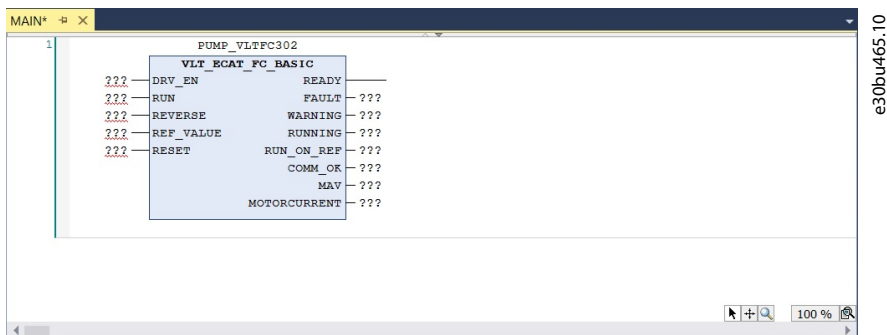 MAIN*
1
PUMP_VLTFC302
VLT_ECAT_FC_BASIC
??? DRV_EN READY
??? RUN FAULT ???
??? REVERSE WARNING ???
??? REF_VALUE RUNNING ???
??? RESET RUN_ON_REF ???
COMM_OK ???
MAV ???
MOTORCURRENT ???
100 %
e30bu465.10